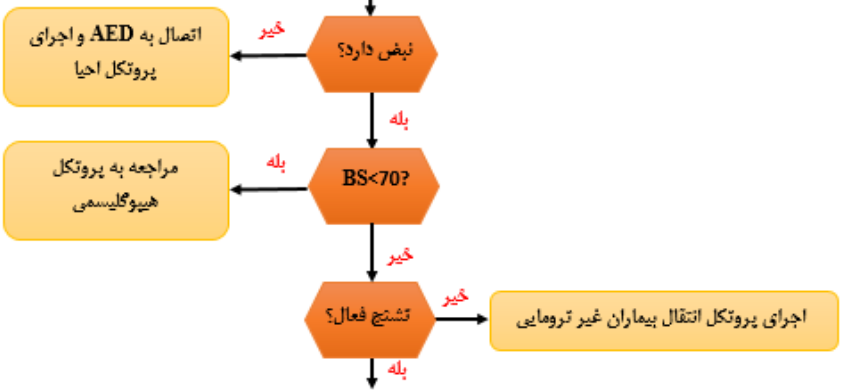 نبض دارد؟
خیر
اتصال به AED و اجرای
پروتکل احیا
بله
BS<70?
بله
مراجعه به پروتکل
هیپوگلیسمی
خیر
تشنج فعال؟
خیر
اجرای پروتکل انتقال بیماران غیر ترومایی
بله